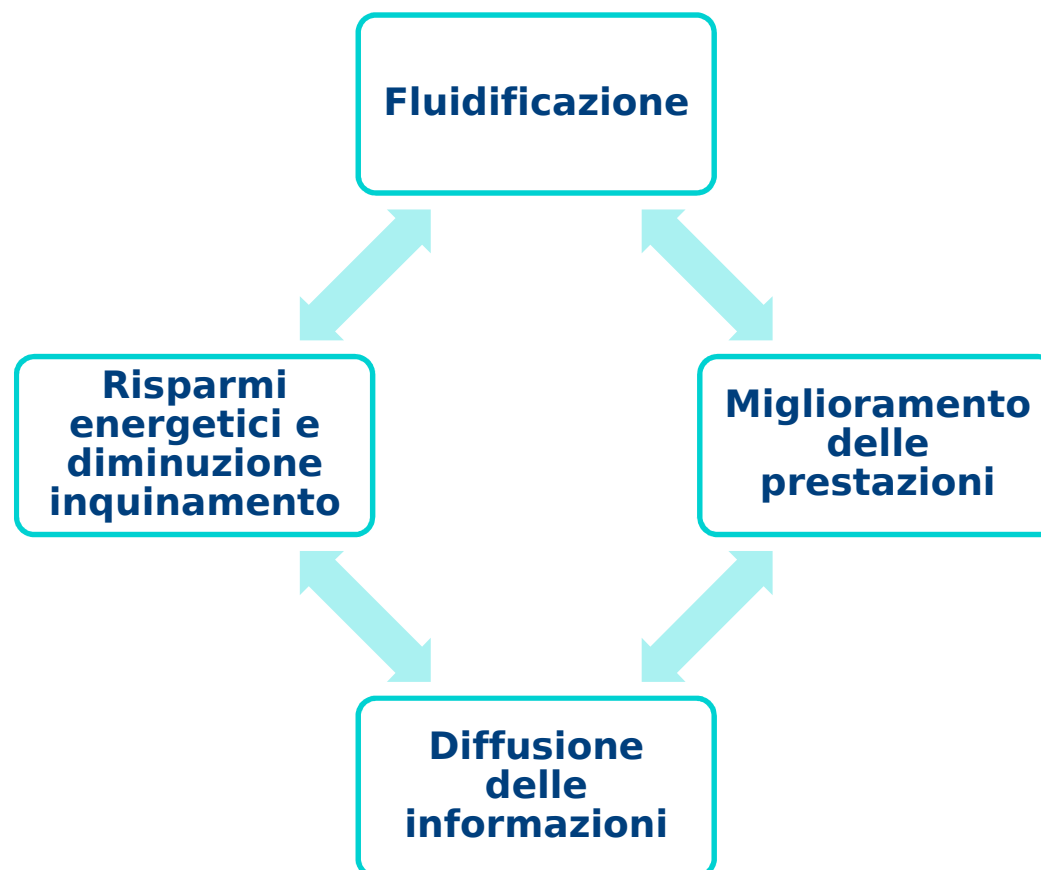 Fluidificazione
Risparmi
energetici e
diminuzione
inquinamento
Miglioramento
delle
prestazioni
Diffusione
delle
informazioni